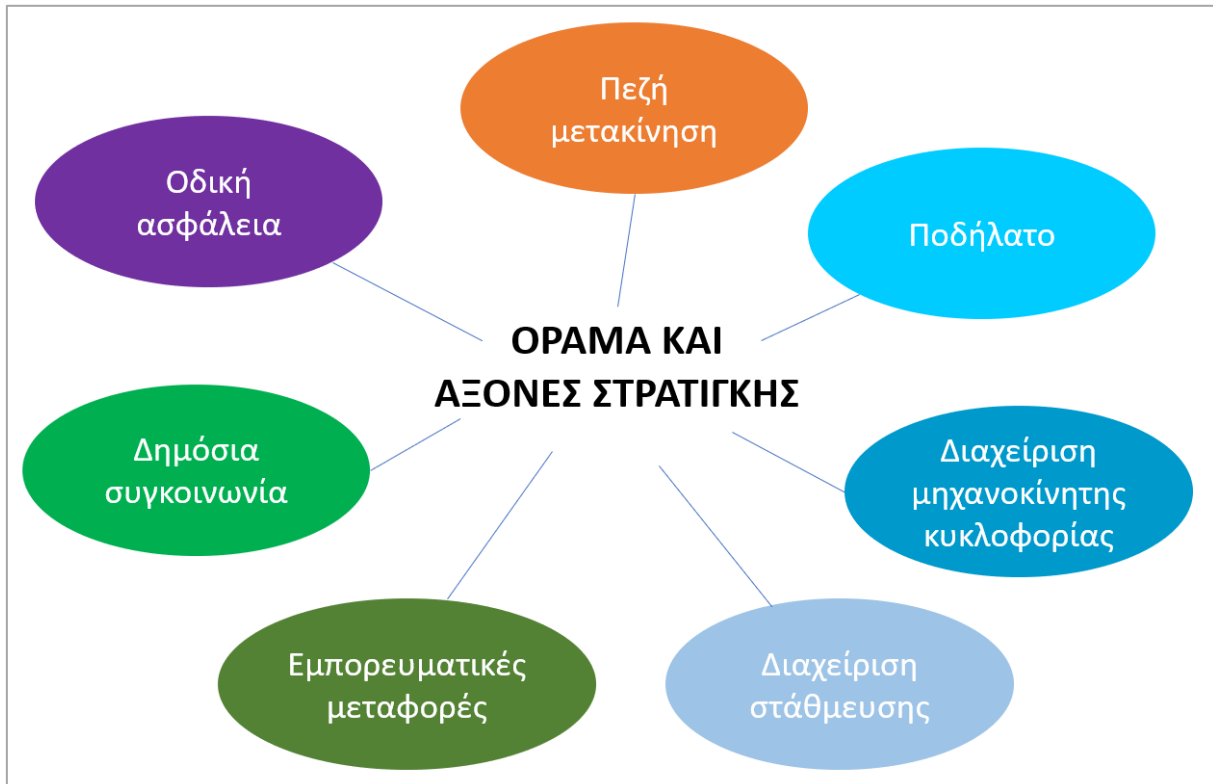 Πεζή
μετακίνηση
Οδική
ασφάλεια
Ποδήλατο
ΟΡΑΜΑ ΚΑΙ
ΑΞΟΝΕΣ ΣΤΡΑΤΙΓΚΗΣ
Δημόσια
συγκοινωνία
Διαχείριση
μηχανοκίνητης
κυκλοφορίας
Εμπορευματικές
μεταφορές
Διαχείριση
στάθμευσης